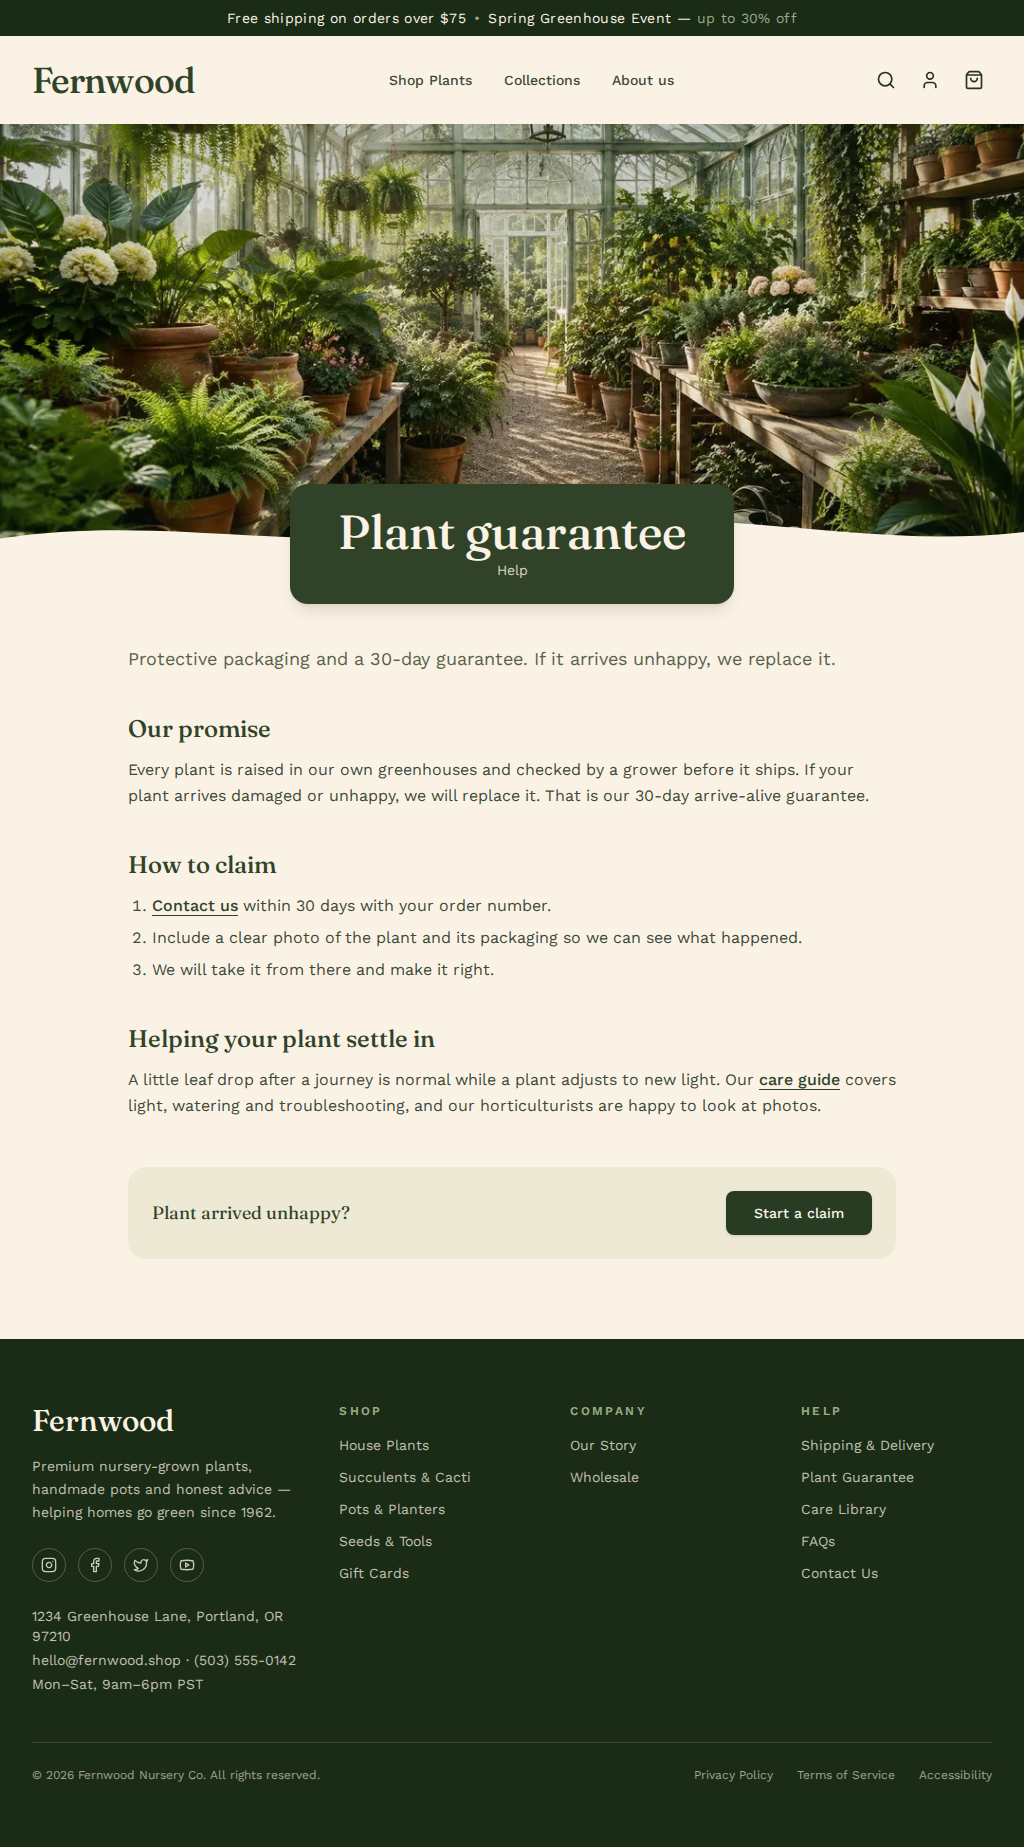 Free shipping on orders over $75 • Spring Greenhouse Event — up to 30% off
Fernwood
Shop Plants
Collections
About us
Plant guarantee
Help
Protective packaging and a 30-day guarantee. If it arrives unhappy, we replace it.
Our promise
Every plant is raised in our own greenhouses and checked by a grower before it ships. If your
plant arrives damaged or unhappy, we will replace it. That is our 30-day arrive-alive guarantee.
How to claim
1. Contact us within 30 days with your order number.
2. Include a clear photo of the plant and its packaging so we can see what happened.
3. We will take it from there and make it right.
Helping your plant settle in
A little leaf drop after a journey is normal while a plant adjusts to new light. Our care guide covers
light, watering and troubleshooting, and our horticulturists are happy to look at photos.
Plant arrived unhappy?
Start a claim
Fernwood
Premium nursery-grown plants,
handmade pots and honest advice —
helping homes go green since 1962.
1234 Greenhouse Lane, Portland, OR
97210
hello@fernwood.shop · (503) 555-0142
Mon–Sat, 9am–6pm PST
SHOP
House Plants
Succulents & Cacti
Pots & Planters
Seeds & Tools
Gift Cards
COMPANY
Our Story
Wholesale
HELP
Shipping & Delivery
Plant Guarantee
Care Library
FAQs
Contact Us
© 2026 Fernwood Nursery Co. All rights reserved.
Privacy Policy
Terms of Service
Accessibility